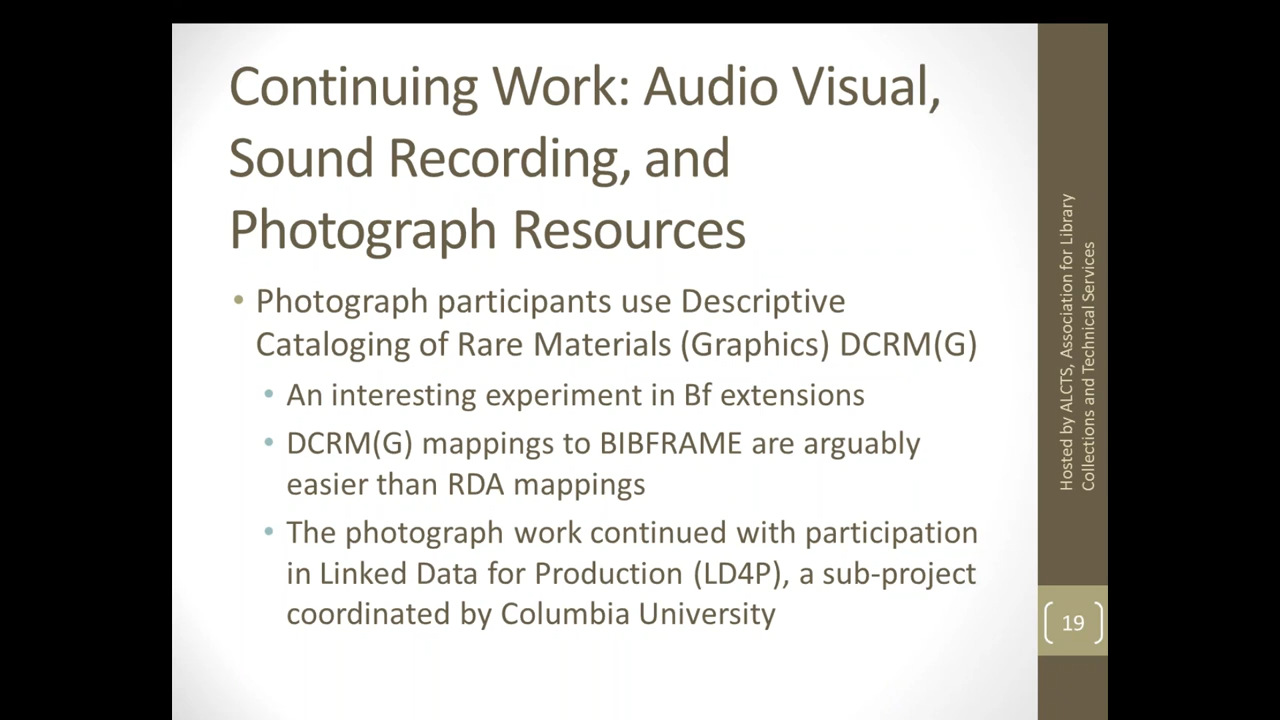 Continuing Work: Audio Visual,
Sound Recording, and
Photograph Resources
• Photograph participants use Descriptive
Cataloging of Rare Materials (Graphics) DCRM(G)
• An interesting experiment in Bf extensions
• DCRM(G) mappings to BIBFRAME are arguably
easier than RDA mappings
• The photograph work continued with participation
in Linked Data for Production (LD4P), a sub-project
coordinated by Columbia University
Hosted by ALCTS, Association for Library
Collections and Technical Services
19